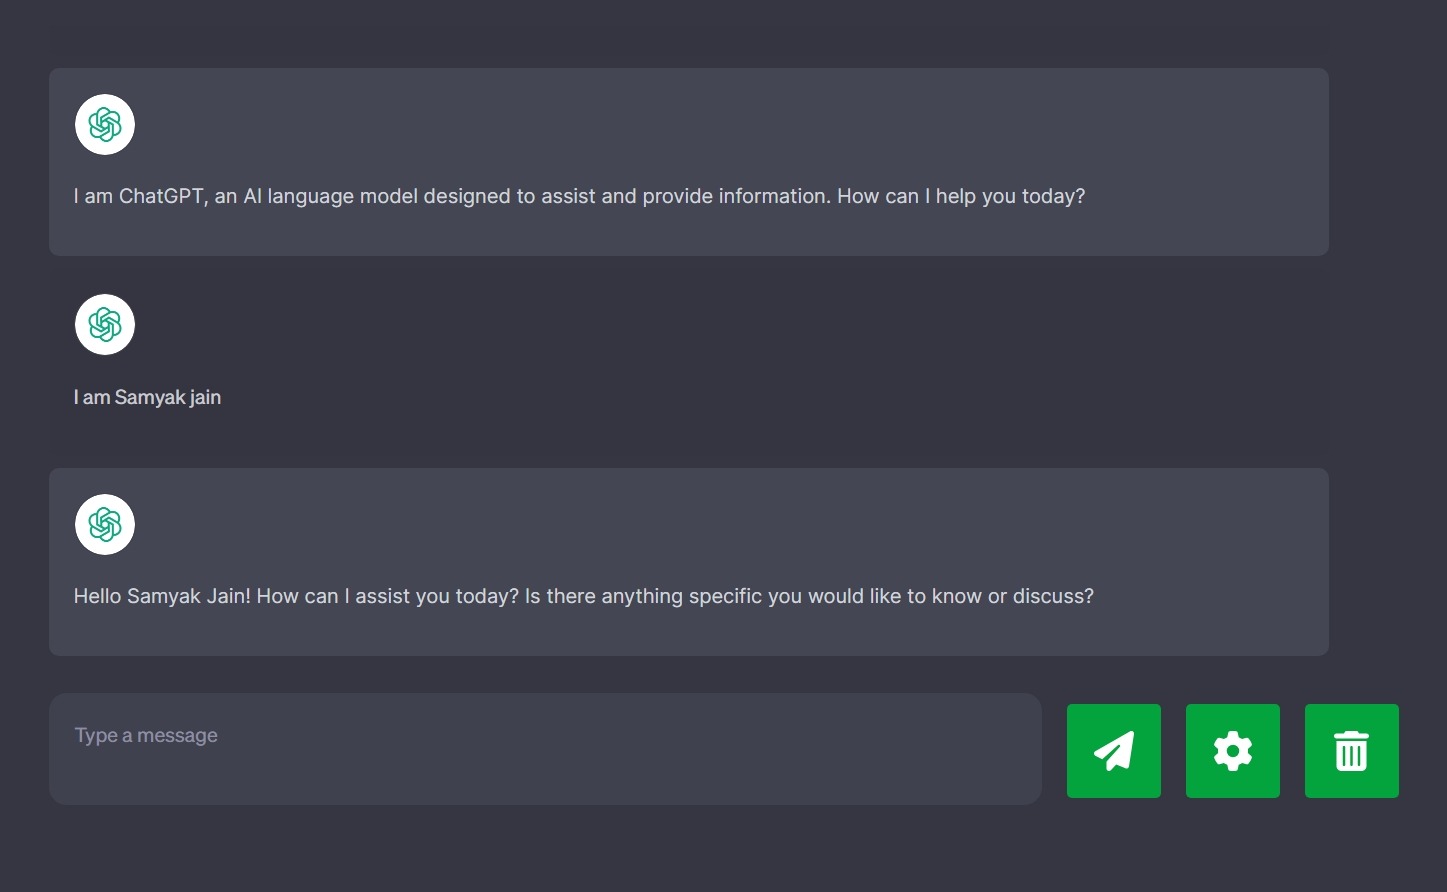 I am ChatGPT, an AI language model designed to assist and provide information. How can I help you today?
I am Samyak jain
Hello Samyak Jain! How can I assist you today? Is there anything specific you would like to know or discuss?
Type a message